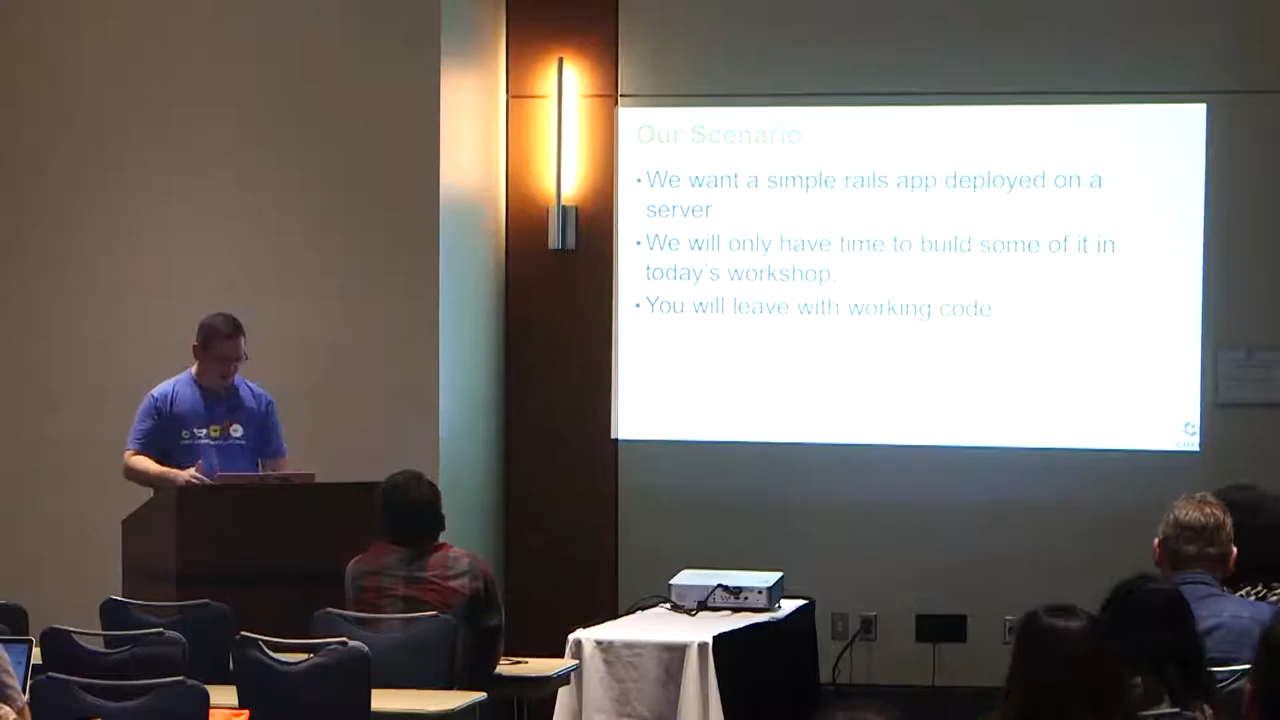 Our Scenario
•We want a simple rails app deployed on a
server.
•We will only have time to build some of it in
today's workshop.
•You will leave with working code